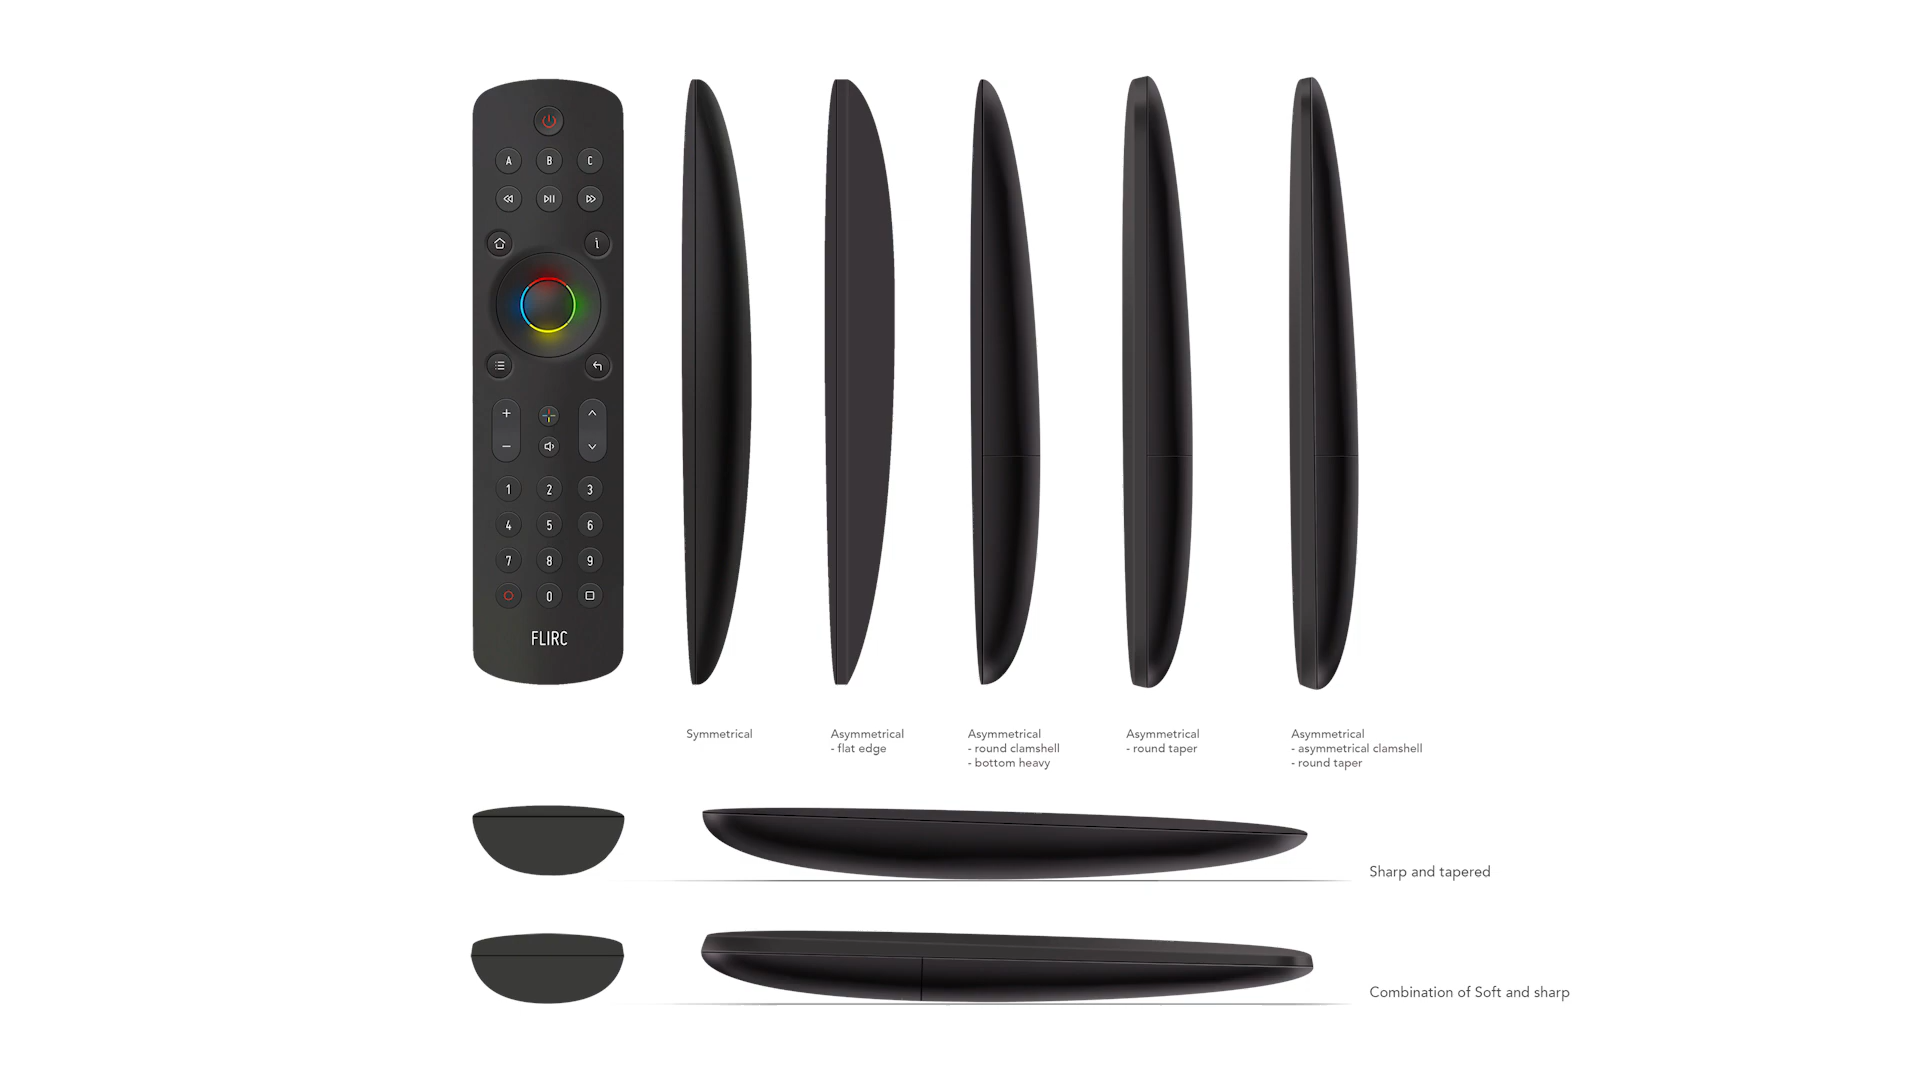 A B C
i
+
−
1 2 3
4 5 6
7 8 9
0
FLIRC
Symmetrical
Asymmetrical
- flat edge
Asymmetrical
- round clamshell
- bottom heavy
Asymmetrical
- round taper
Asymmetrical
- asymmetrical clamshell
- round taper
Sharp and tapered
Combination of Soft and sharp